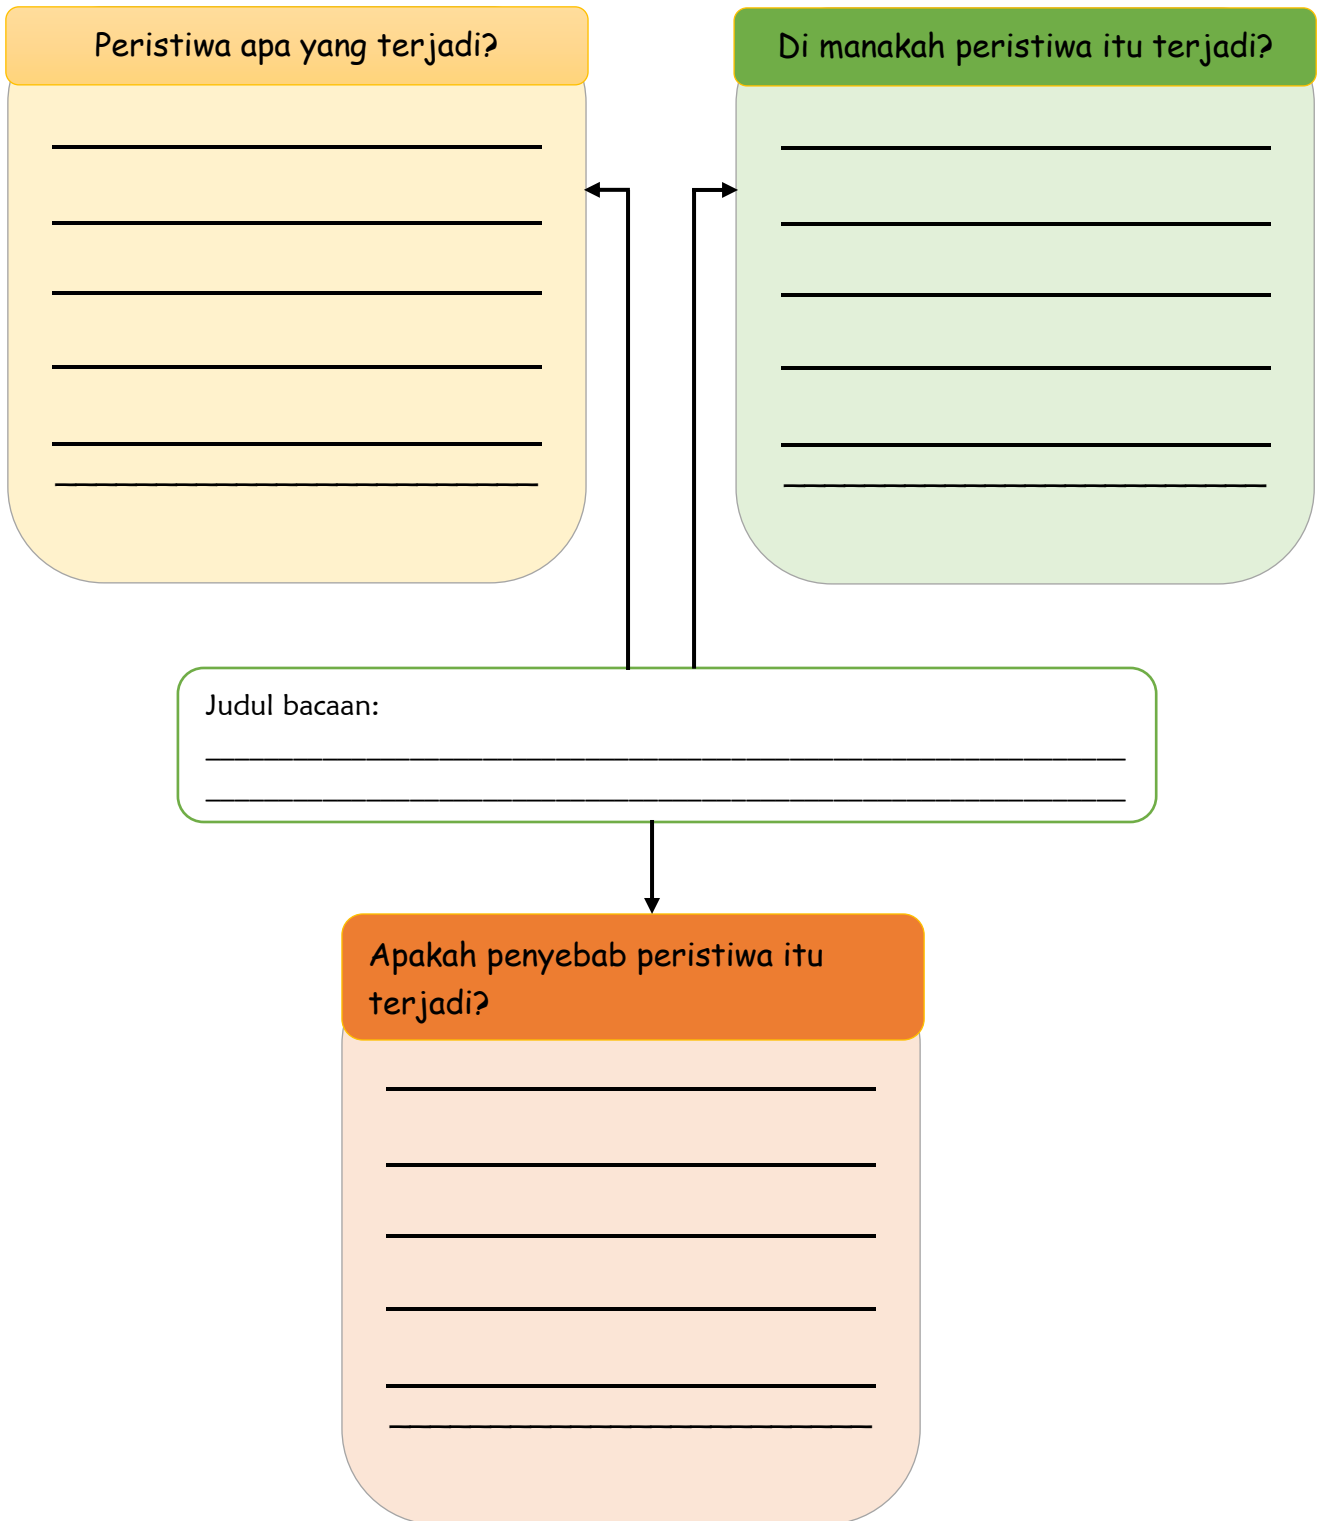 Peristiwa apa yang terjadi?
Di manakah peristiwa itu terjadi?
Judul bacaan:
Apakah penyebab peristiwa itu
terjadi?